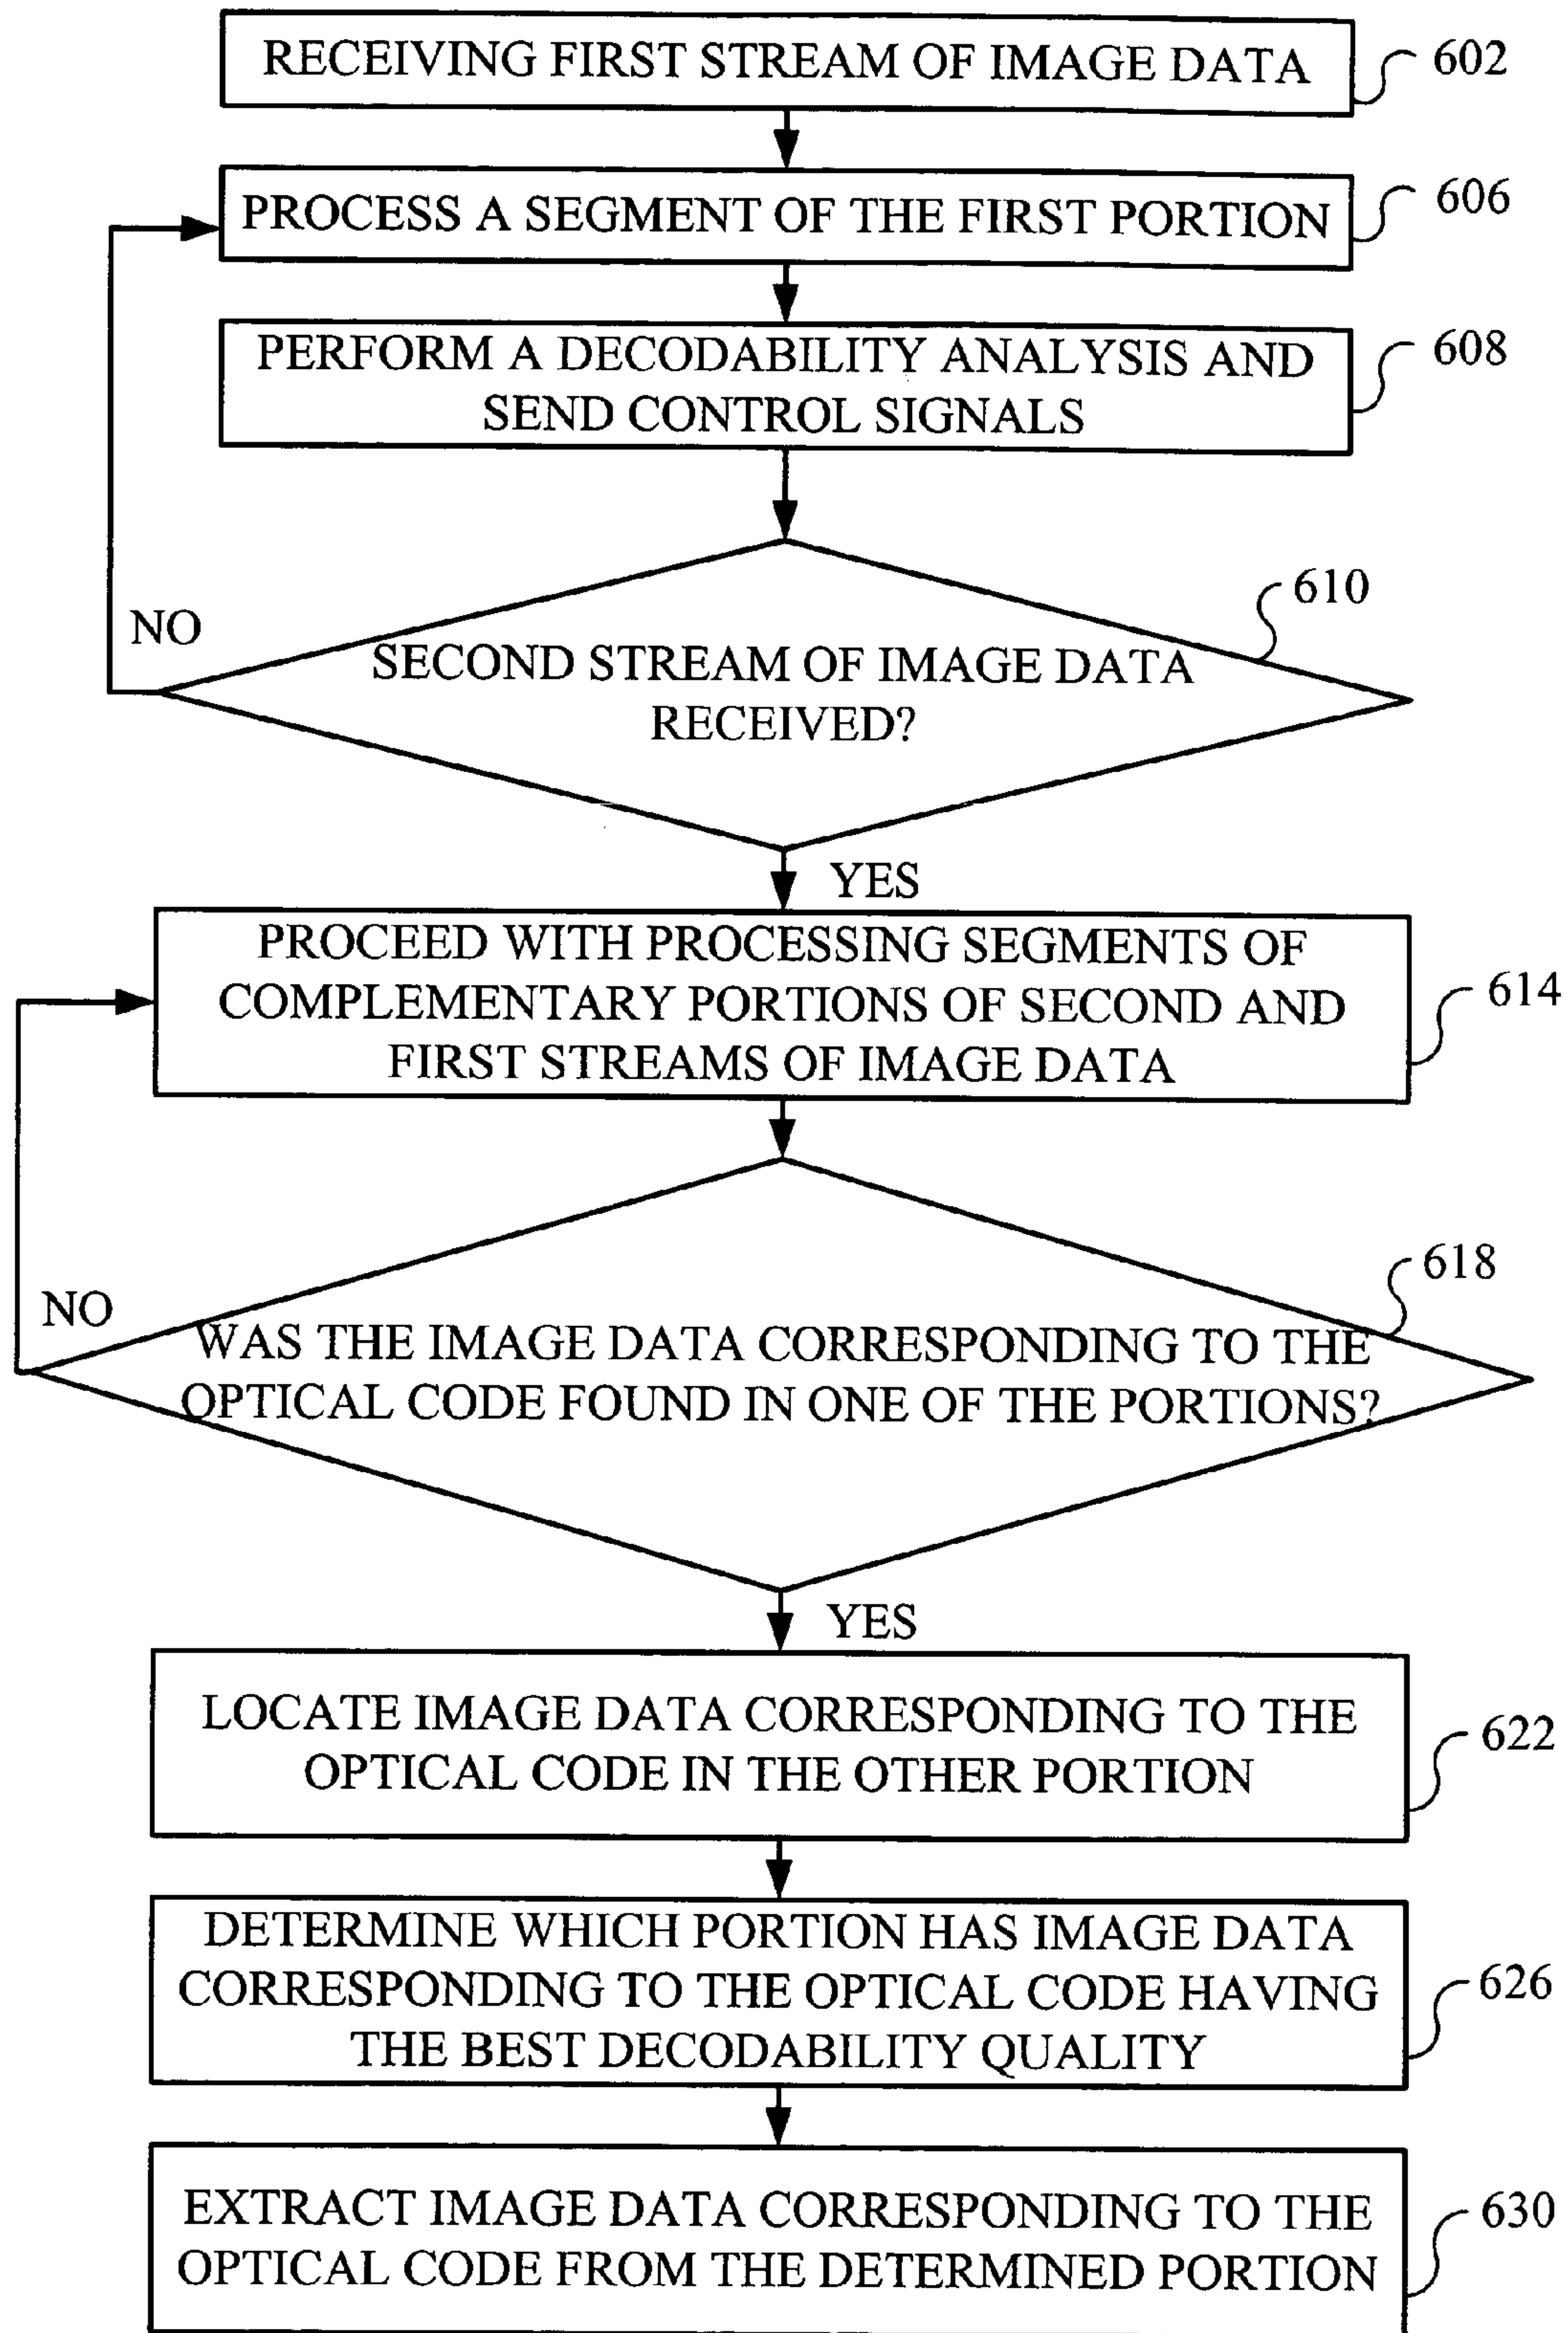 RECEIVING FIRST STREAM OF IMAGE DATA
602
PROCESS A SEGMENT OF THE FIRST PORTION
606
PERFORM A DECODABILITY ANALYSIS AND
SEND CONTROL SIGNALS
608
610
NO
SECOND STREAM OF IMAGE DATA
RECEIVED?
YES
PROCEED WITH PROCESSING SEGMENTS OF
COMPLEMENTARY PORTIONS OF SECOND AND
FIRST STREAMS OF IMAGE DATA
614
618
NO
WAS THE IMAGE DATA CORRESPONDING TO THE
OPTICAL CODE FOUND IN ONE OF THE PORTIONS?
YES
LOCATE IMAGE DATA CORRESPONDING TO THE
OPTICAL CODE IN THE OTHER PORTION
622
DETERMINE WHICH PORTION HAS IMAGE DATA
CORRESPONDING TO THE OPTICAL CODE HAVING
THE BEST DECODABILITY QUALITY
626
EXTRACT IMAGE DATA CORRESPONDING TO THE
OPTICAL CODE FROM THE DETERMINED PORTION
630